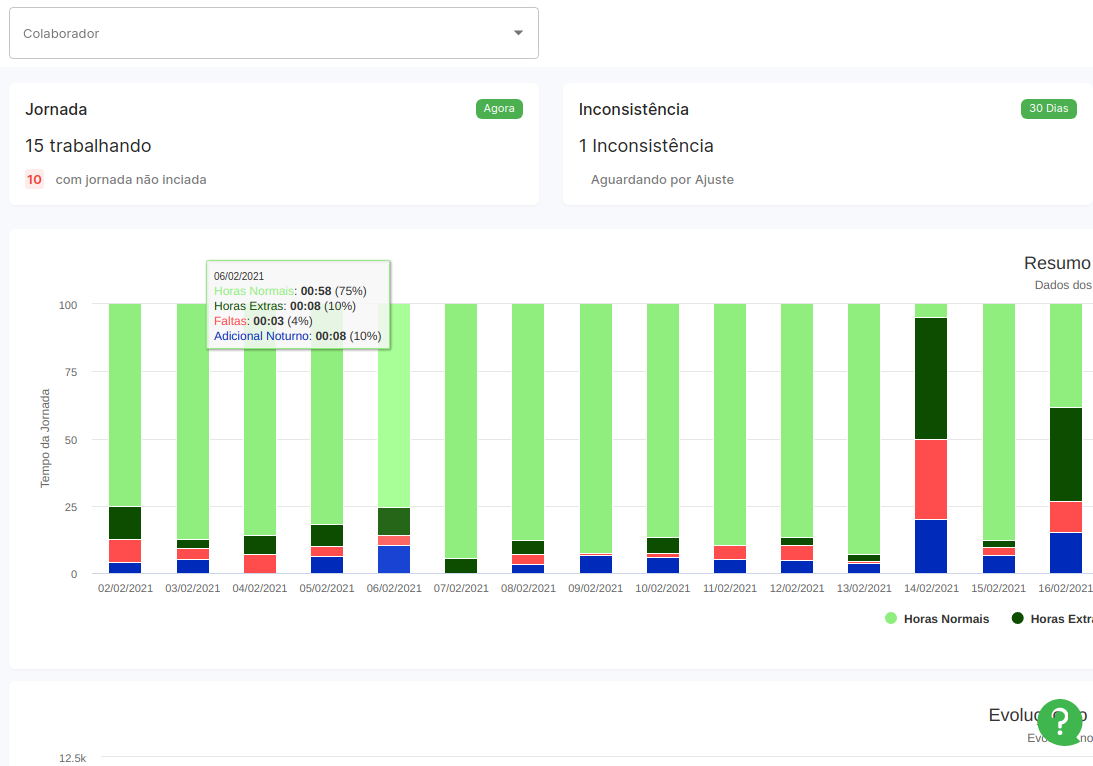 Colaborador
Jornada
Agora
15 trabalhando
10 com jornada não inciada
Inconsistência
30 Dias
1 Inconsistência
Aguardando por Ajuste
Resumo
Dados dos
06/02/2021
Horas Normais: 00:58 (75%)
Horas Extras: 00:08 (10%)
Faltas: 00:03 (4%)
Adicional Noturno: 00:08 (10%)
Tempo da Jornada
100
75
50
25
0
02/02/2021 03/02/2021 04/02/2021 05/02/2021 06/02/2021 07/02/2021 08/02/2021 09/02/2021 10/02/2021 11/02/2021 12/02/2021 13/02/2021 14/02/2021 15/02/2021 16/02/2021
Horas Normais Horas Extra
?
12.5k